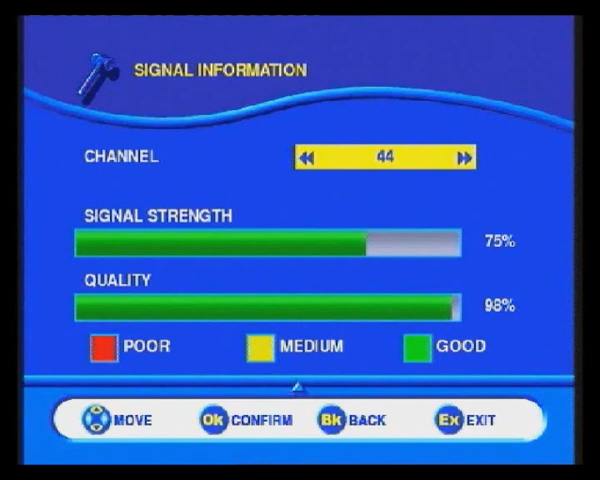 SIGNAL INFORMATION
CHANNEL 44
SIGNAL STRENGTH
75%
QUALITY
98%
POOR MEDIUM GOOD
MOVE Ok CONFIRM Bk BACK Ex EXIT